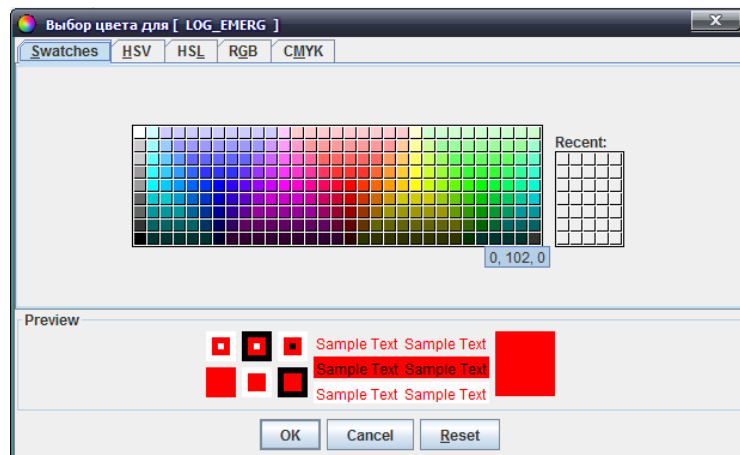 Выбор цвета для [ LOG_EMERG ]
Swatches HSV HSL RGB CMYK
Recent:
0, 102, 0
Preview
Sample Text Sample Text
Sample Text Sample Text
Sample Text Sample Text
OK Cancel Reset